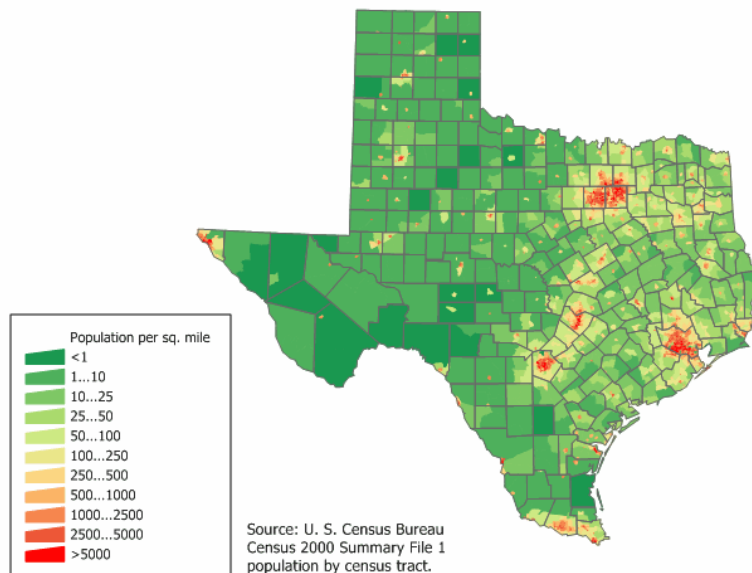 Population per sq. mile
<1
1...10
10...25
25...50
50...100
100...250
250...500
500...1000
1000...2500
2500...5000
>5000
Source: U. S. Census Bureau
Census 2000 Summary File 1
population by census tract.